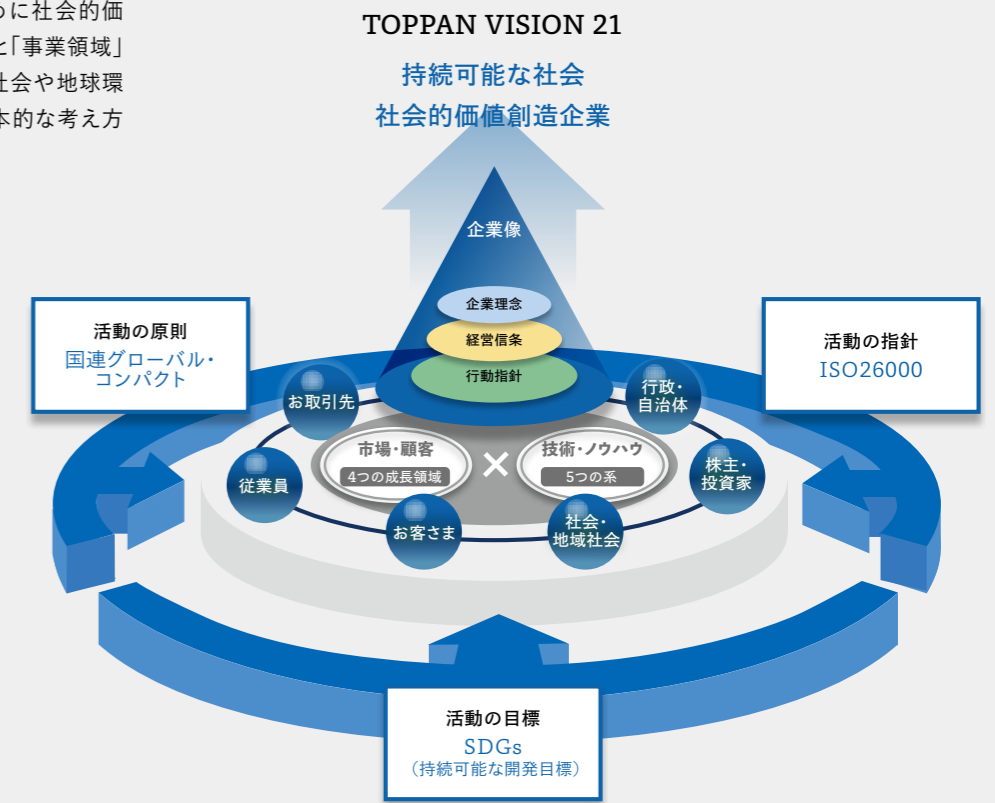 めに社会的価
と「事業領域」
社会や地球環
本的な考え方
TOPPAN VISION 21
持続可能な社会
社会的価値創造企業
企業像
企業理念
経営信条
行動指針
活動の原則
国連グローバル・
コンパクト
活動の指針
ISO26000
お取引先
行政・
自治体
市場・顧客
4つの成長領域
×
技術・ノウハウ
5つの系
従業員
株主・
投資家
お客さま
社会・
地域社会
活動の目標
SDGs
（持続可能な開発目標）